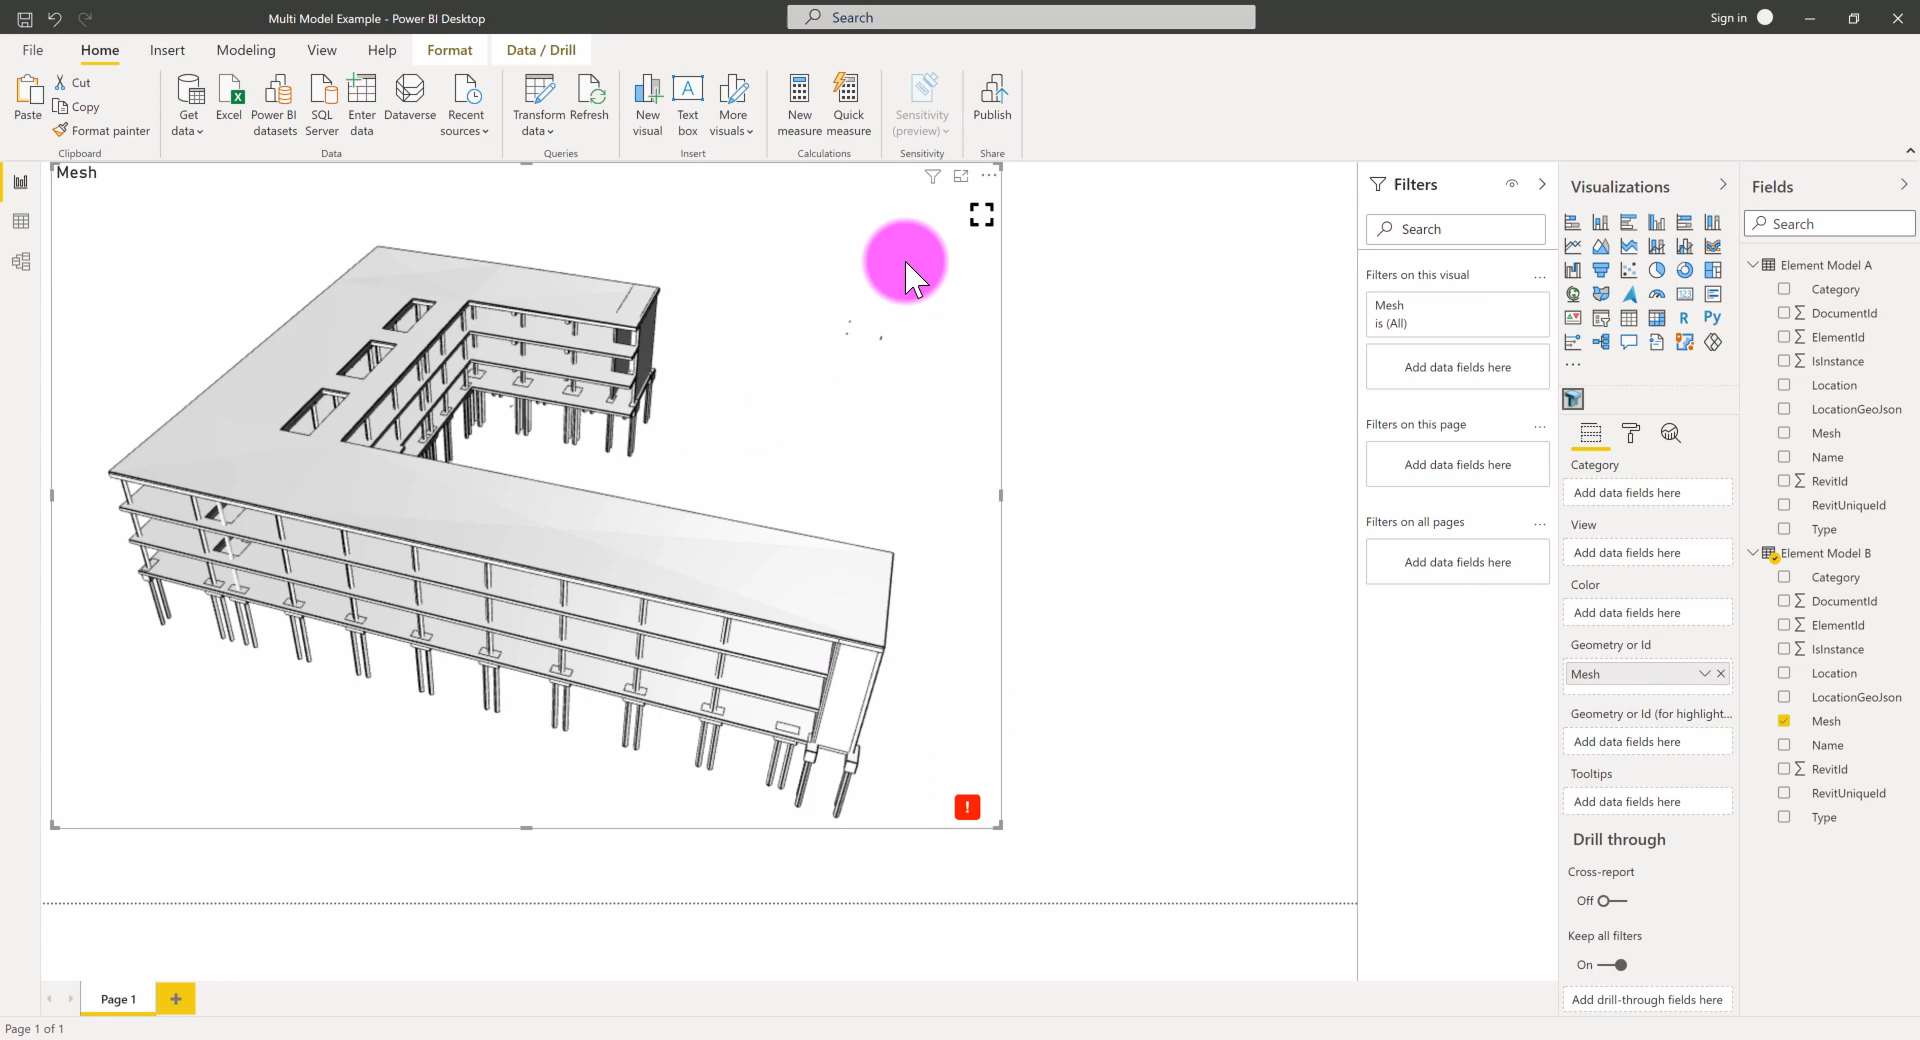 Multi Model Example - Power BI Desktop
Search
Sign in
File
Home
Insert
Modeling
View
Help
Format
Data / Drill
Paste
Cut
Copy
Format painter
Clipboard
Get data
Excel
Power BI datasets
SQL Server
Enter data
Dataverse
Recent sources
Data
Transform data
Refresh
Queries
New visual
A
Text box
More visuals
Insert
New measure
Quick measure
Calculations
Sensitivity (preview)
Sensitivity
Publish
Share
Mesh
!
Filters
Search
Filters on this visual
Mesh
is (All)
Add data fields here
Filters on this page
Add data fields here
Filters on all pages
Add data fields here
Visualizations
123
R
Py
Category
Add data fields here
View
Add data fields here
Color
Add data fields here
Geometry or Id
Mesh
Geometry or Id (for highlight...
Add data fields here
Tooltips
Add data fields here
Drill through
Cross-report
Off
Keep all filters
On
Add drill-through fields here
Fields
Search
Element Model A
Category
∑ DocumentId
∑ ElementId
∑ IsInstance
Location
LocationGeoJson
Mesh
Name
∑ RevitId
RevitUniqueId
Type
Element Model B
Category
∑ DocumentId
∑ ElementId
∑ IsInstance
Location
LocationGeoJson
Mesh
Name
∑ RevitId
RevitUniqueId
Type
Page 1
+
Page 1 of 1